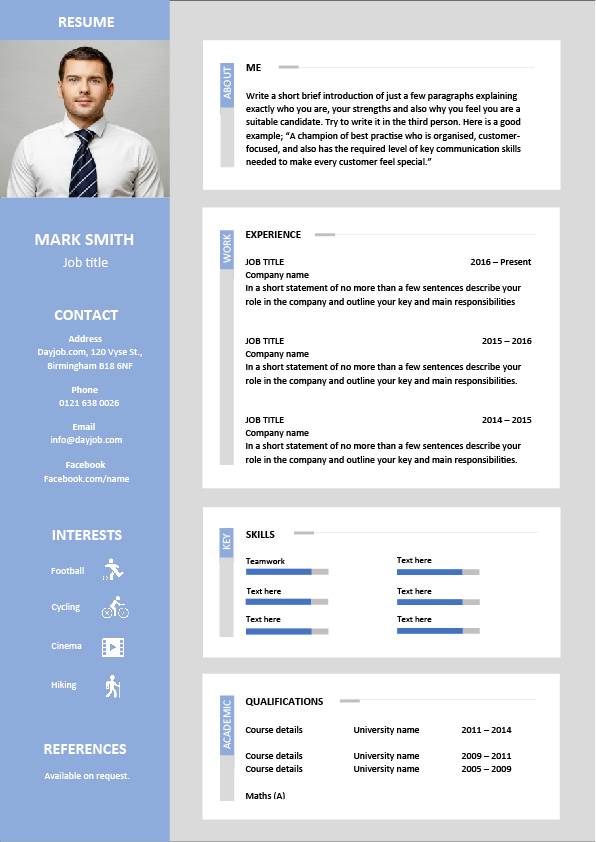 RESUME
MARK SMITH
Job title
CONTACT
Address
Dayjob.com, 120 Vyse St.,
Birmingham B18 6NF
Phone
0121 638 0026
Email
info@dayjob.com
Facebook
Facebook.com/name
INTERESTS
Football
Cycling
Cinema
Hiking
REFERENCES
Available on request.
ABOUT ME
Write a short brief introduction of just a few paragraphs explaining
exactly who you are, your strengths and also why you feel you are a
suitable candidate. Try to write it in the third person. Here is a good
example; “A champion of best practise who is organised, customer-
focused, and also has the required level of key communication skills
needed to make every customer feel special.”
WORK EXPERIENCE
JOB TITLE 2016 – Present
Company name
In a short statement of no more than a few sentences describe your
role in the company and outline your key and main responsibilities
JOB TITLE 2015 – 2016
Company name
In a short statement of no more than a few sentences describe your
role in the company and outline your key and main responsibilities.
JOB TITLE 2014 – 2015
Company name
In a short statement of no more than a few sentences describe your
role in the company and outline your key and main responsibilities.
KEY SKILLS
Teamwork Text here
Text here Text here
Text here Text here
ACADEMIC QUALIFICATIONS
Course details University name 2011 – 2014
Course details University name 2009 – 2011
Course details University name 2005 – 2009
Maths (A)